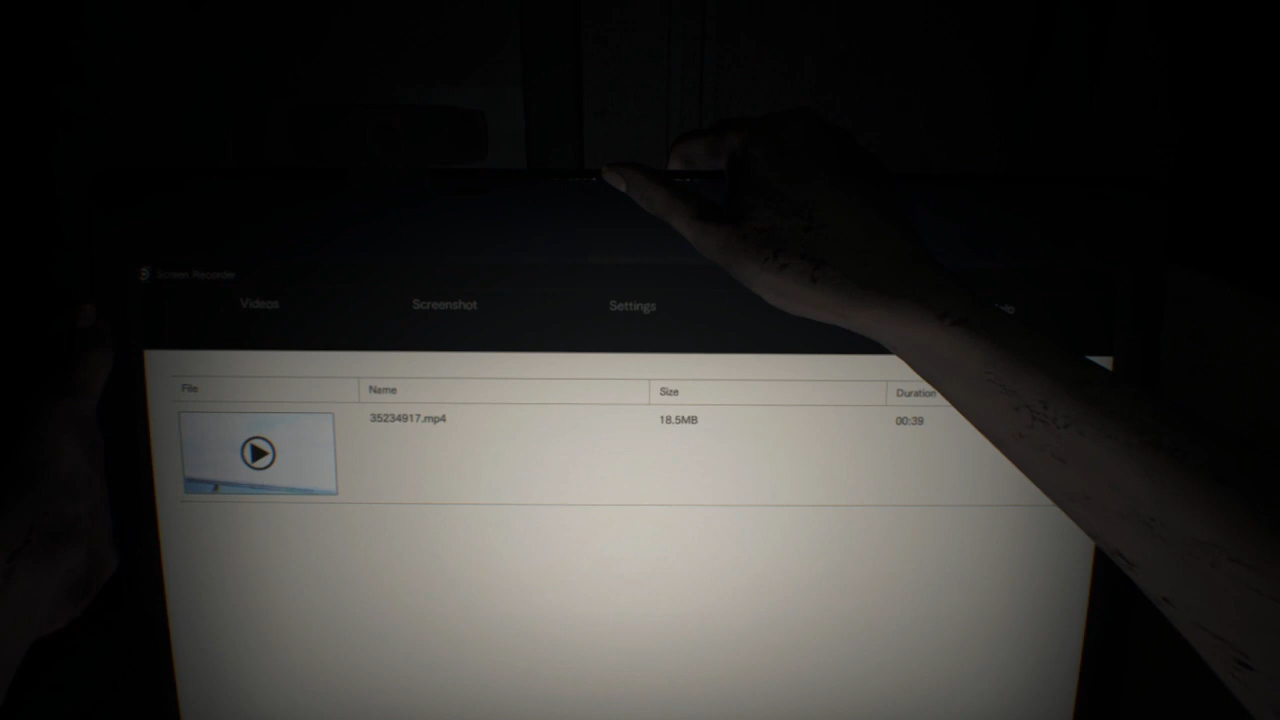 Screen Recorder
Videos Screenshot Settings
File Name Size Duration
35234917.mp4 18.5MB 00:39